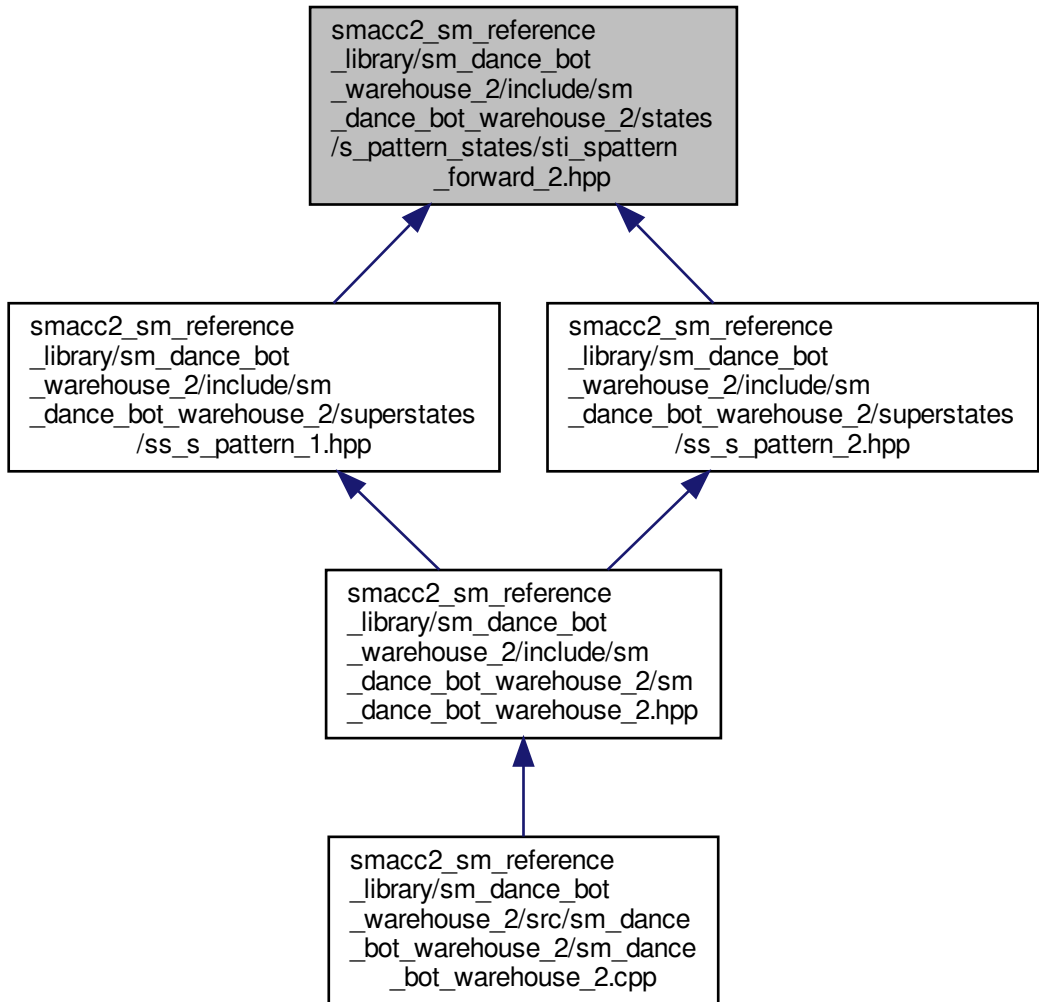 smacc2_sm_reference
_library/sm_dance_bot
_warehouse_2/include/sm
_dance_bot_warehouse_2/states
/s_pattern_states/sti_spattern
_forward_2.hpp
smacc2_sm_reference
_library/sm_dance_bot
_warehouse_2/include/sm
_dance_bot_warehouse_2/superstates
/ss_s_pattern_1.hpp
smacc2_sm_reference
_library/sm_dance_bot
_warehouse_2/include/sm
_dance_bot_warehouse_2/superstates
/ss_s_pattern_2.hpp
smacc2_sm_reference
_library/sm_dance_bot
_warehouse_2/include/sm
_dance_bot_warehouse_2/sm
_dance_bot_warehouse_2.hpp
smacc2_sm_reference
_library/sm_dance_bot
_warehouse_2/src/sm_dance
_bot_warehouse_2/sm_dance
_bot_warehouse_2.cpp